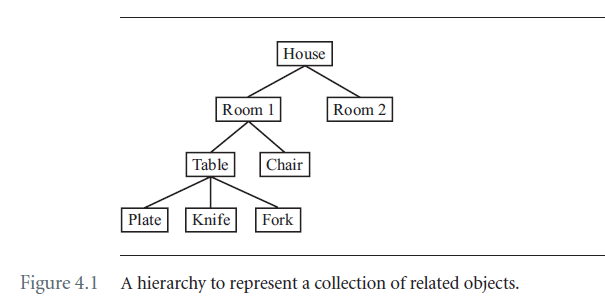 House
Room 1 Room 2
Table Chair
Plate Knife Fork
Figure 4.1 A hierarchy to represent a collection of related objects.